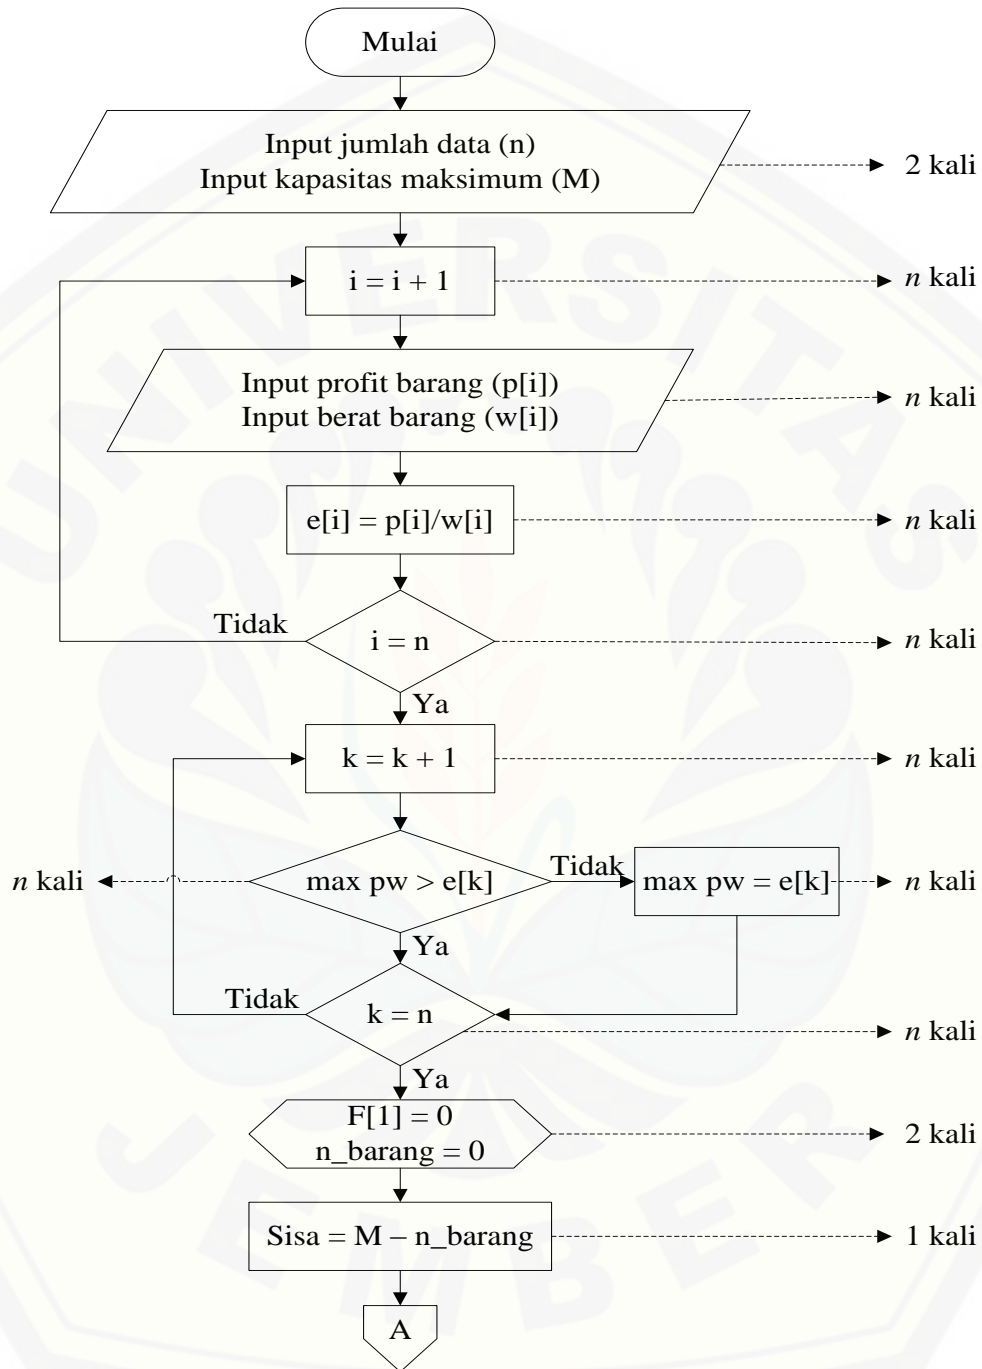 Mulai
Input jumlah data (n)
Input kapasitas maksimum (M)
2 kali
i = i + 1
n kali
Input profit barang (p[i])
Input berat barang (w[i])
n kali
e[i] = p[i]/w[i]
n kali
Tidak
i = n
n kali
Ya
k = k + 1
n kali
n kali
max pw > e[k]
Tidak
max pw = e[k]
n kali
Ya
Tidak
k = n
n kali
Ya
F[1] = 0
n_barang = 0
2 kali
Sisa = M – n_barang
1 kali
A
UNIVERSITAS
JEMBER